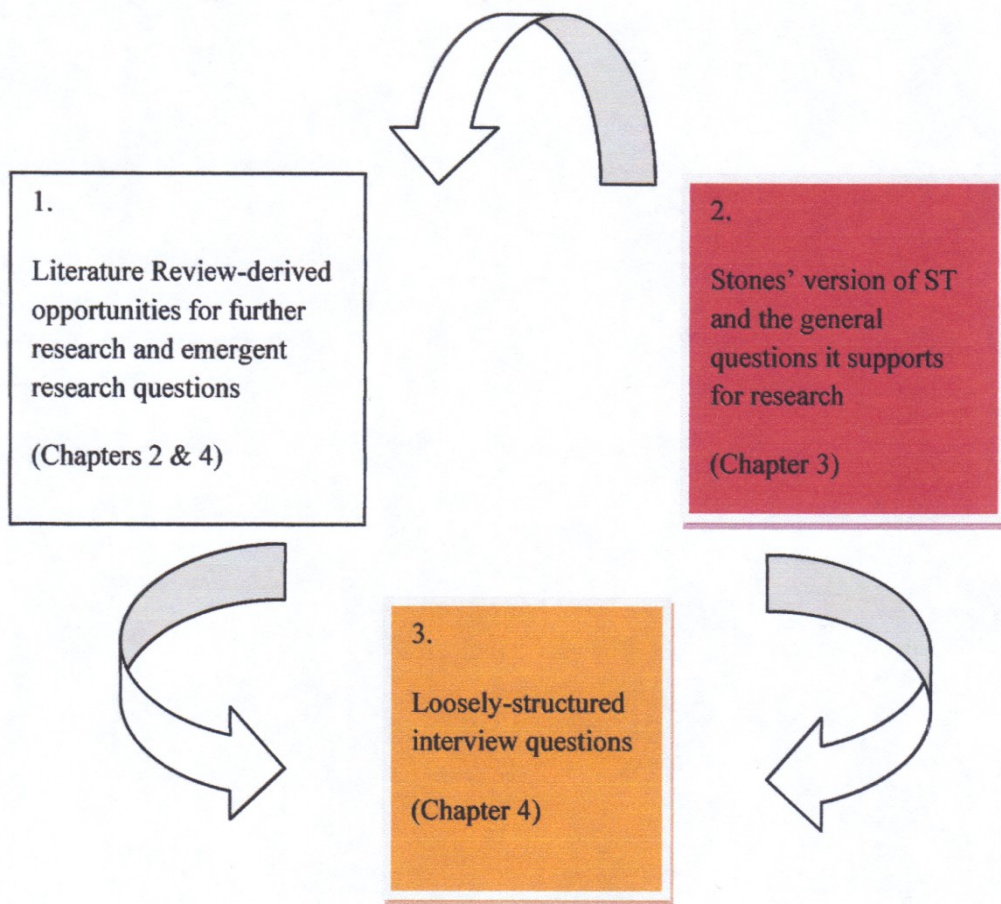 1.
Literature Review-derived
opportunities for further
research and emergent
research questions
(Chapters 2 & 4)
2.
Stones’ version of ST
and the general
questions it supports
for research
(Chapter 3)
3.
Loosely-structured
interview questions
(Chapter 4)